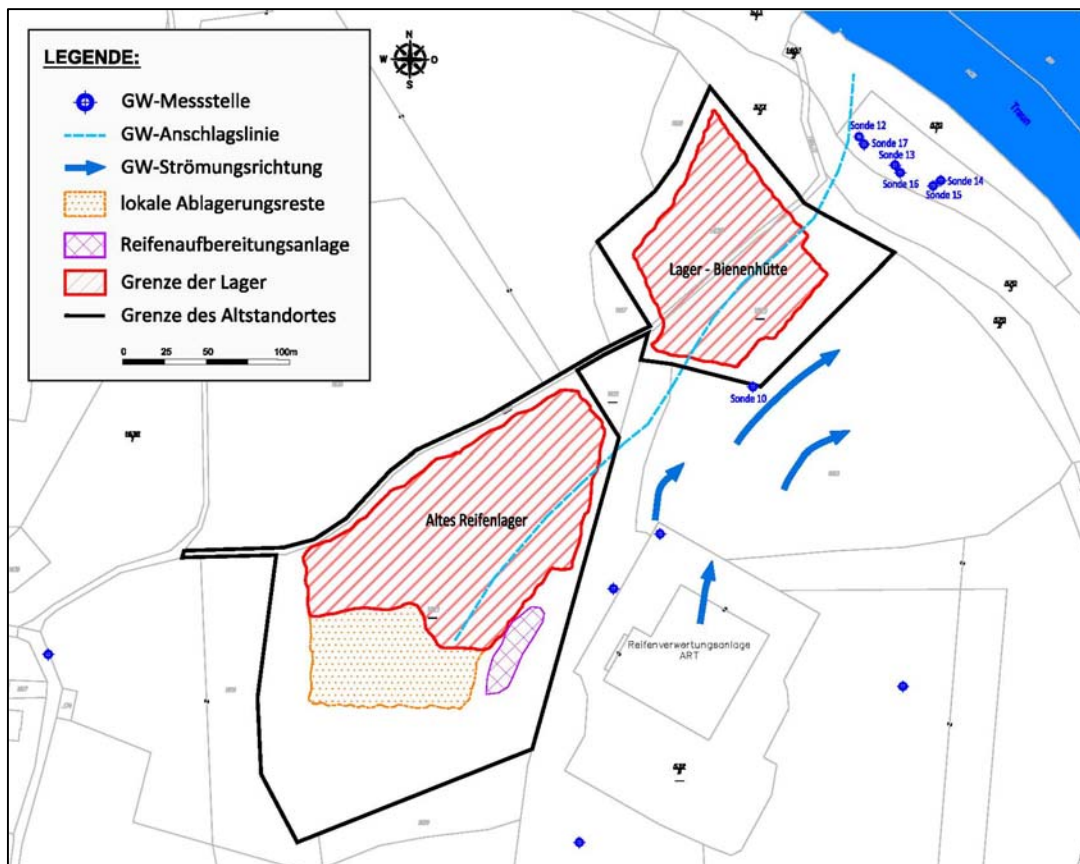 LEGENDE:
GW-Messstelle
GW-Anschlagslinie
GW-Strömungsrichtung
lokale Ablagerungsreste
Reifenaufbereitungsanlage
Grenze der Lager
Grenze des Altstandortes
0 25 50 100m
N
W O
S
Traun
Sonde 12
Sonde 17
Sonde 13
Sonde 14
Sonde 16
Sonde 15
Lager - Bienenhütte
Sonde 10
Altes Reifenlager
Reifenverwertungsanlage
ART